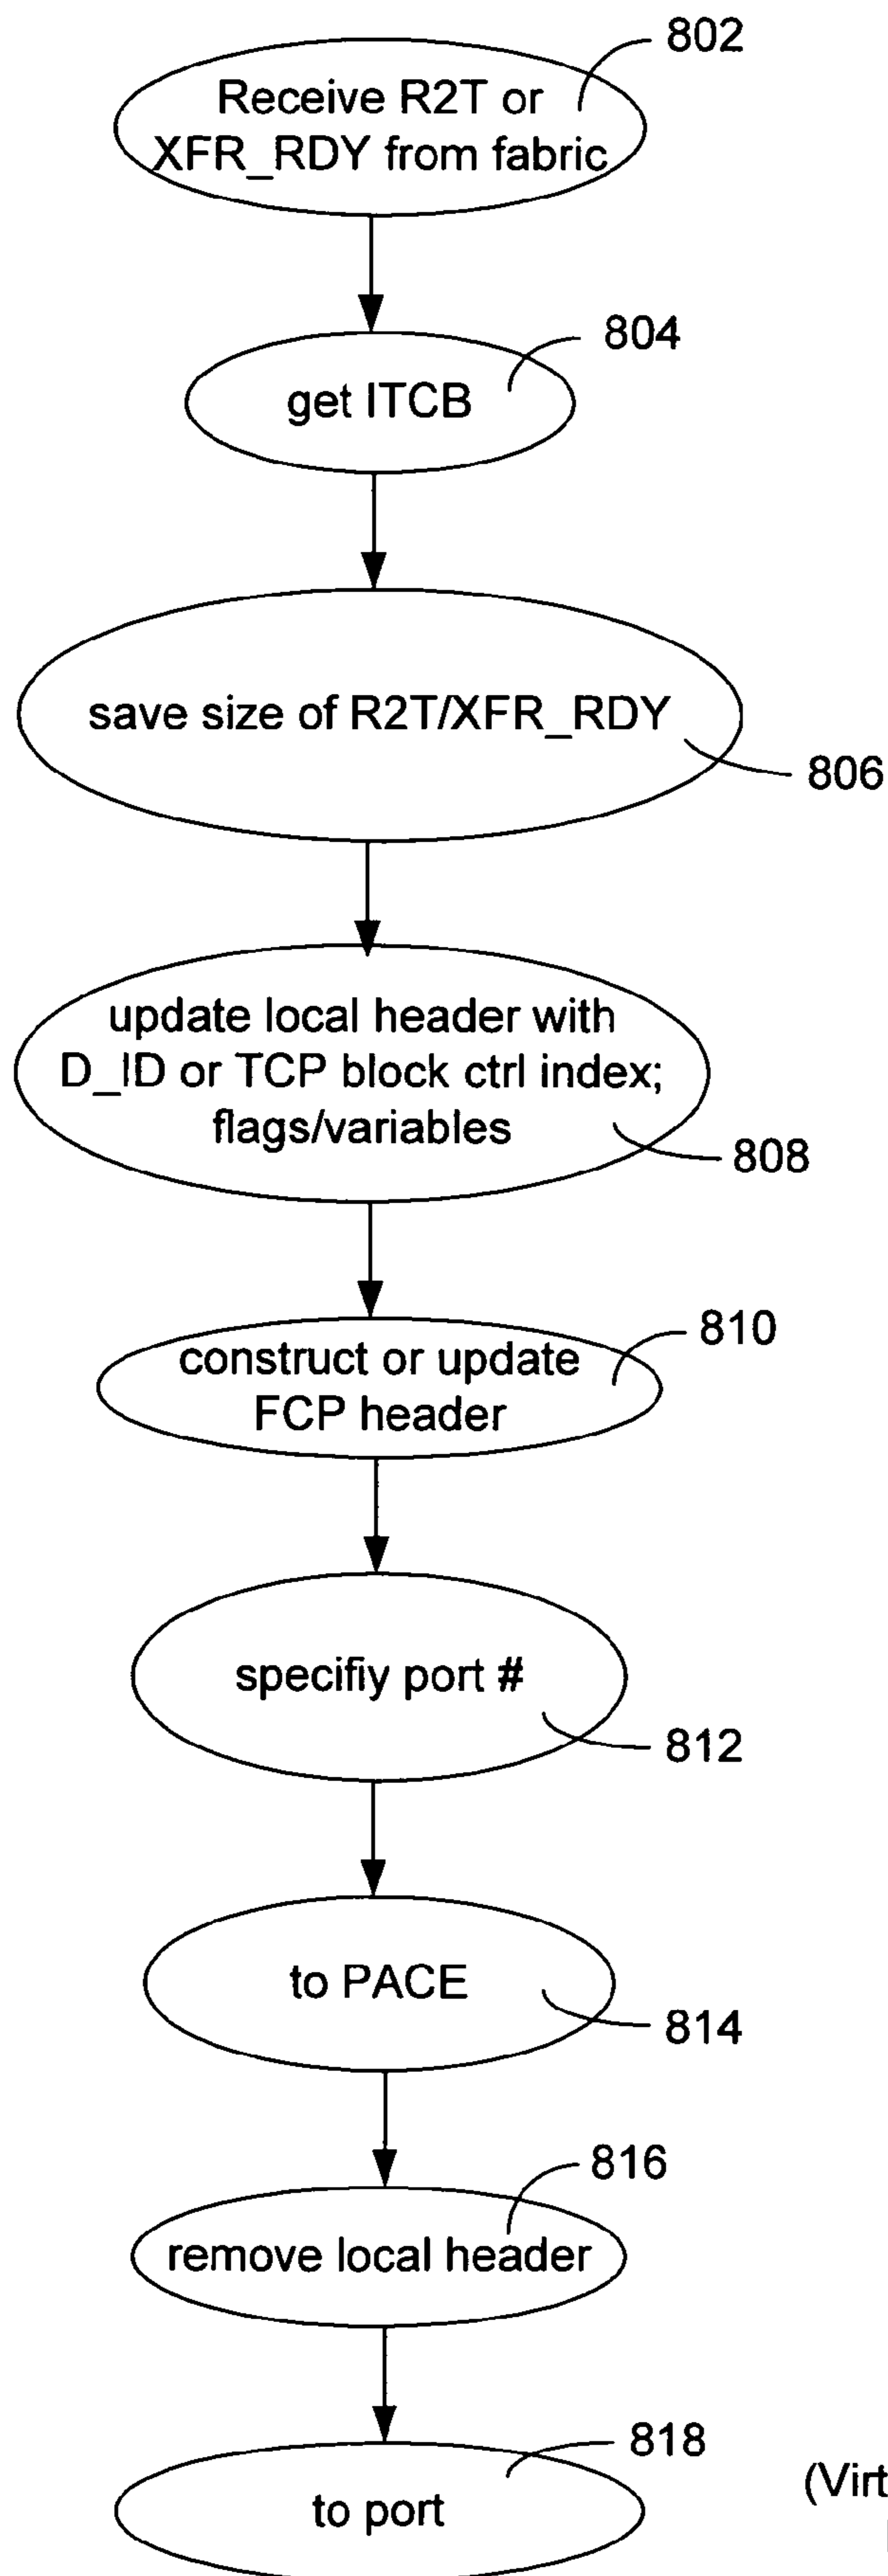 802
Receive R2T or
XFR_RDY from fabric
804
get ITCB
save size of R2T/XFR_RDY
806
update local header with
D_ID or TCP block ctrl index;
flags/variables
808
810
construct or update
FCP header
specifiy port #
812
to PACE
814
816
remove local header
818
to port
(Virt